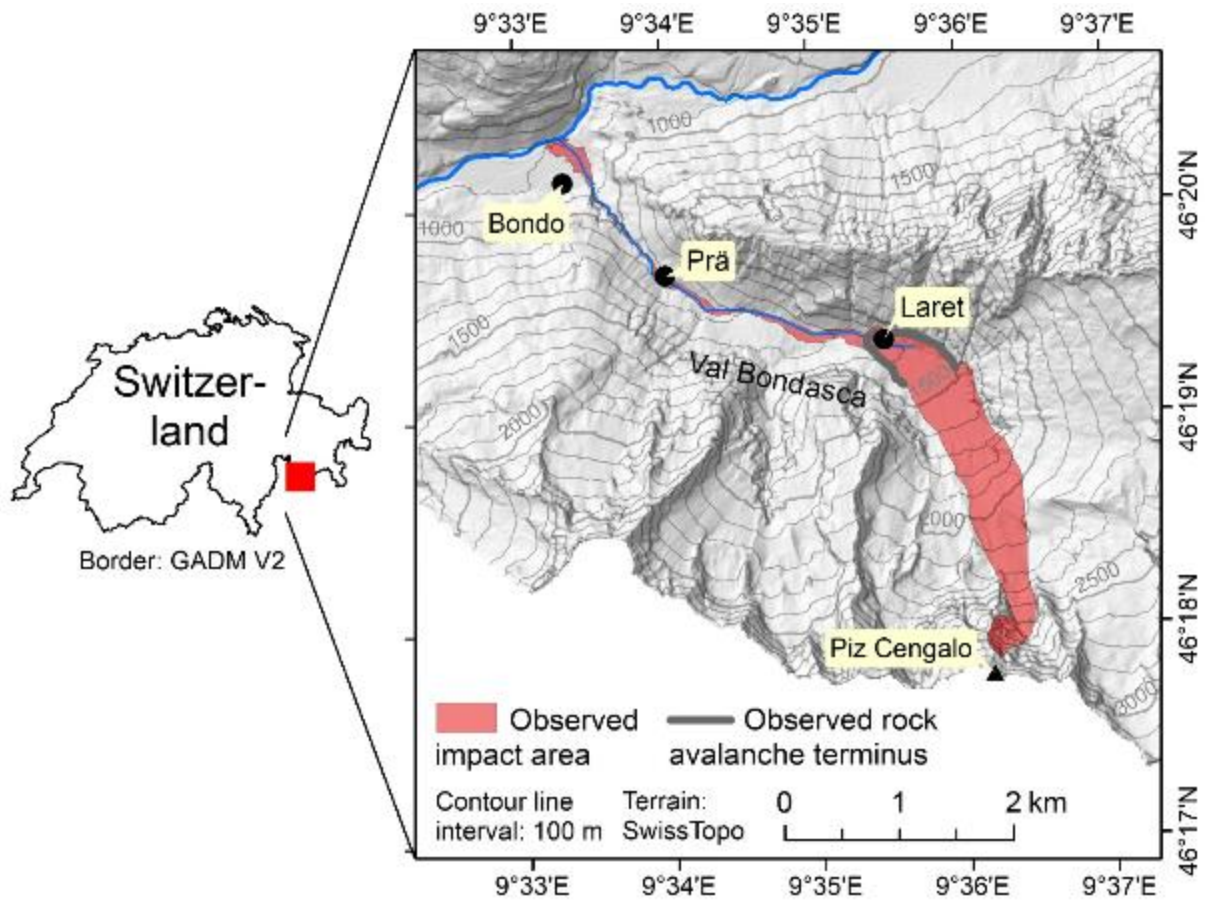 9°33'E 9°34'E 9°35'E 9°36'E 9°37'E
1000
1500
46°20'N
Bondo
1000
Prä
Laret
1500
Val Bondasca
46°19'N
2000
Switzer-
land
2000
Border: GADM V2
2500
46°18'N
Piz Cengalo
3000
Observed
impact area
Observed rock
avalanche terminus
Contour line
interval: 100 m
Terrain:
SwissTopo
0 1 2 km
46°17'N
9°33'E 9°34'E 9°35'E 9°36'E 9°37'E